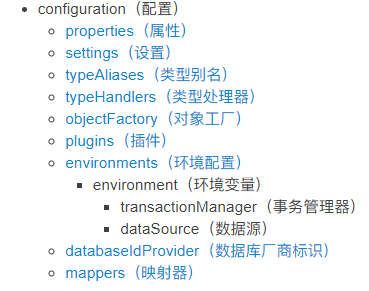 configuration（配置）
properties（属性）
settings（设置）
typeAliases（类型别名）
typeHandlers（类型处理器）
objectFactory（对象工厂）
plugins（插件）
environments（环境配置）
environment（环境变量）
transactionManager（事务管理器）
dataSource（数据源）
databaseIdProvider（数据库厂商标识）
mappers（映射器）